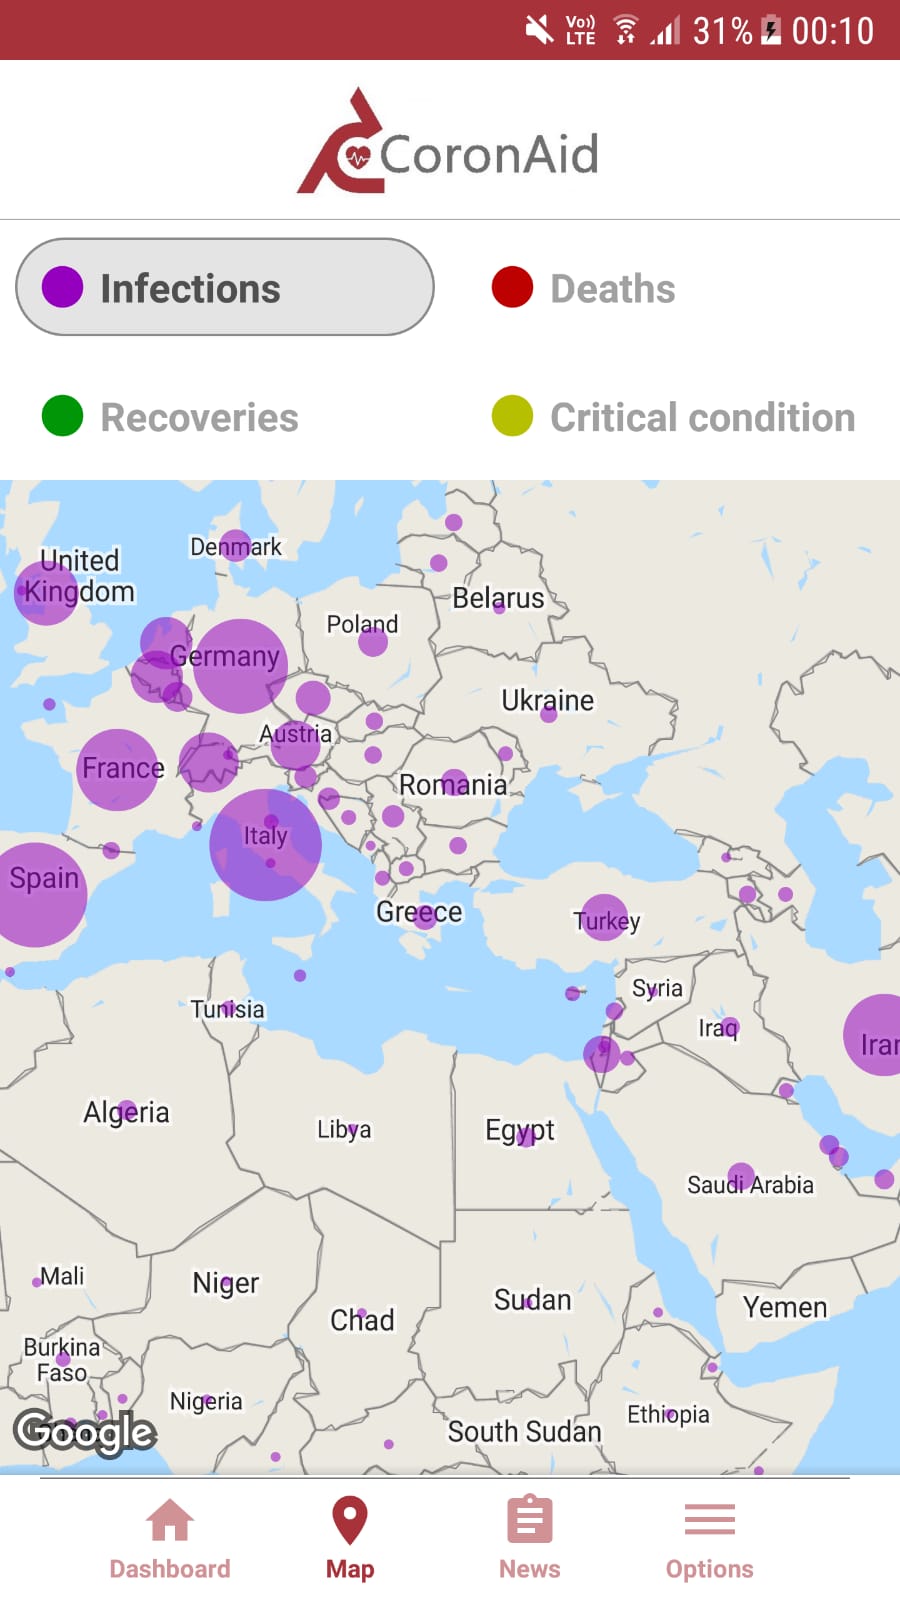 Vo)) LTE 31% 00:10
CoronAid
Infections
Deaths
Recoveries
Critical condition
United
Kingdom
Denmark
Belarus
Poland
Germany
Ukraine
Austria
France
Romania
Italy
Spain
Greece
Turkey
Syria
Tunisia
Iraq
Iran
Algeria
Libya
Egypt
Saudi Arabia
Mali
Niger
Sudan
Yemen
Chad
Burkina
Faso
Nigeria
Ethiopia
South Sudan
Google
Dashboard
Map
News
Options